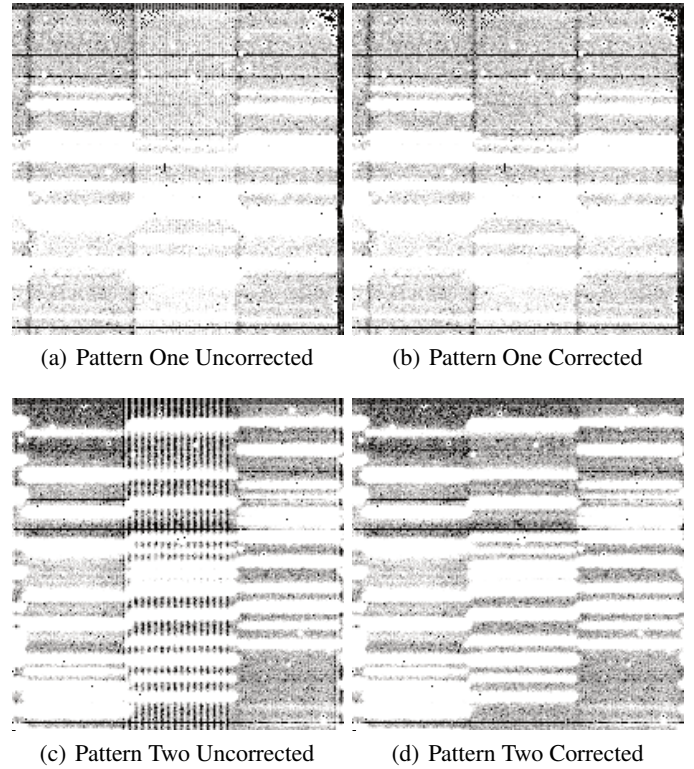 (a) Pattern One Uncorrected
(b) Pattern One Corrected
(c) Pattern Two Uncorrected
(d) Pattern Two Corrected